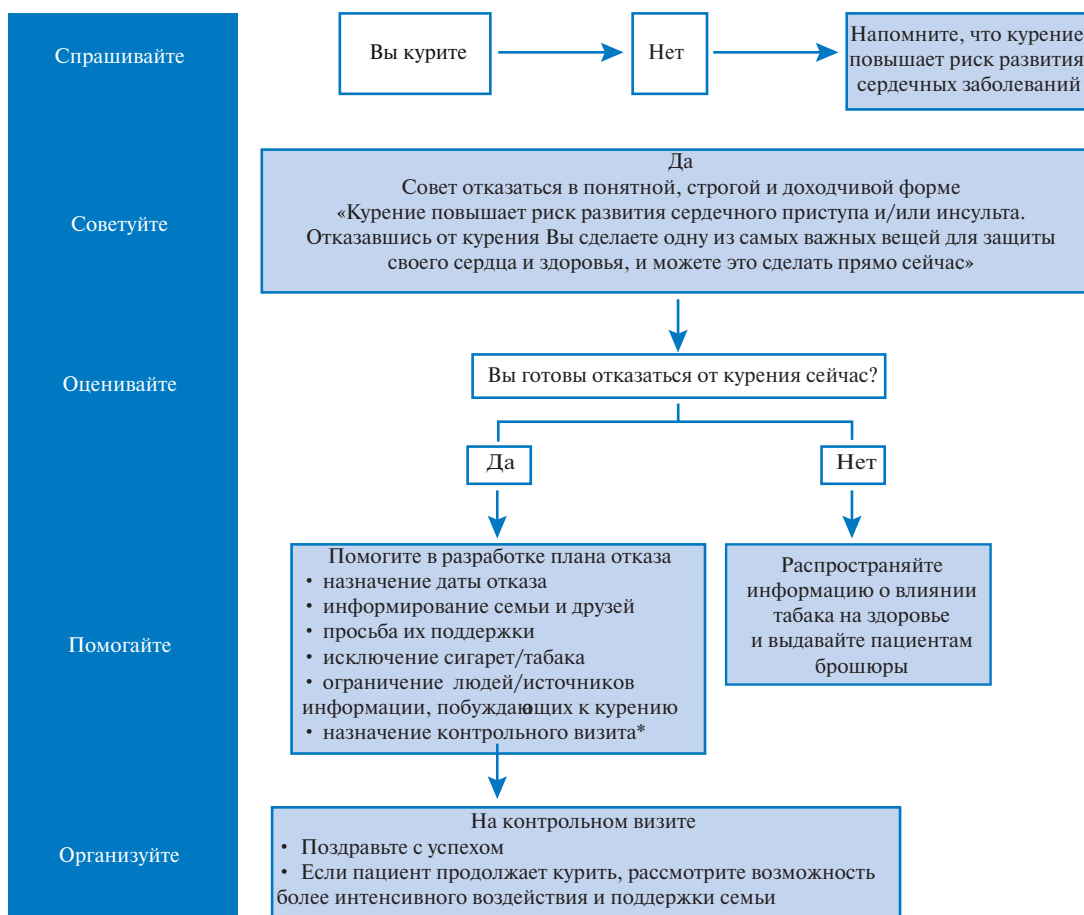 Спрашивайте
Вы курите
Нет
Напомните, что курение
повышает риск развития
сердечных заболеваний
Советуйте
Да
Совет отказаться в понятной, строгой и доходчивой форме
«Курение повышает риск развития сердечного приступа и/или инсульта.
Отказавшись от курения Вы сделаете одну из самых важных вещей для защиты
своего сердца и здоровья, и можете это сделать прямо сейчас»
Оценивайте
Вы готовы отказаться от курения сейчас?
Да
Нет
Помогайте
Помогите в разработке плана отказа
• назначение даты отказа
• информирование семьи и друзей
• просьба их поддержки
• исключение сигарет/табака
• ограничение людей/источников
информации, побуждающих к курению
• назначение контрольного визита*
Распространяйте
информацию о влиянии
табака на здоровье
и выдавайте пациентам
брошюры
Организуйте
На контрольном визите
• Поздравьте с успехом
• Если пациент продолжает курить, рассмотрите возможность
более интенсивного воздействия и поддержки семьи